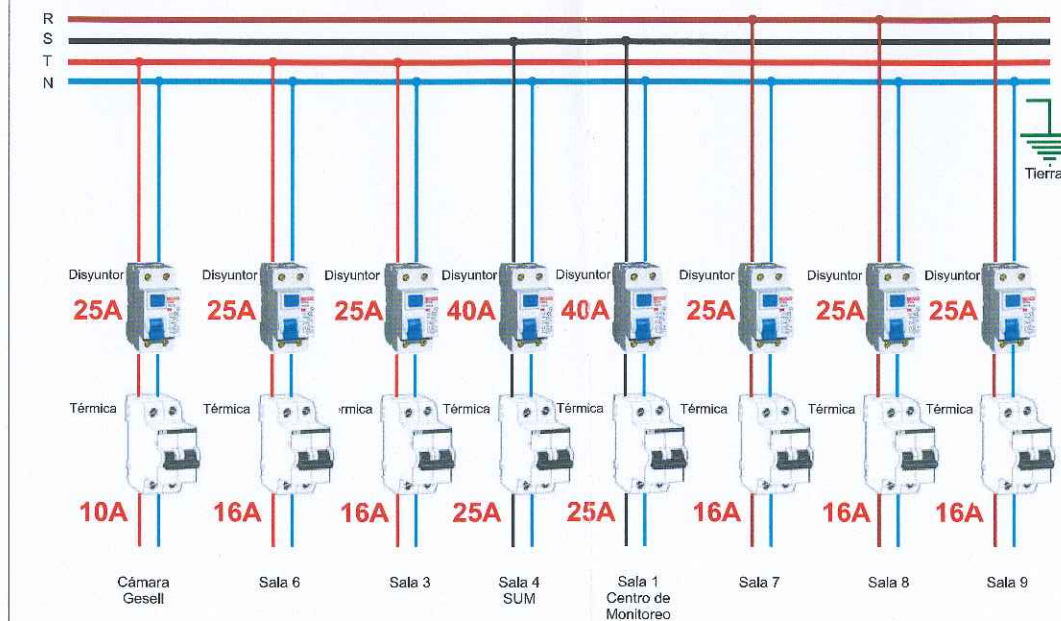 R
S
T
N
Tierra
Disyuntor Disyuntor Disyuntor Disyuntor Disyuntor Disyuntor Disyuntor Disyuntor
25A 25A 25A 40A 40A 25A 25A 25A
Térmica Térmica érmica Térmica Térmica Térmica Térmica Térmica
10A 16A 16A 25A 25A 16A 16A 16A
Cámara
Gesell
Sala 6
Sala 3
Sala 4
SUM
Sala 1
Centro de
Monitoreo
Sala 7
Sala 8
Sala 9